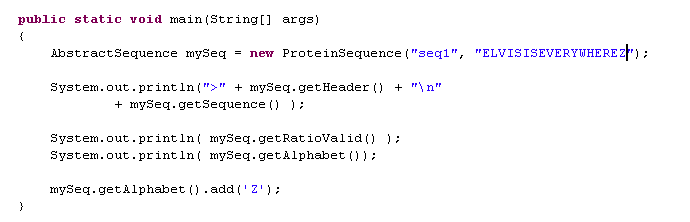 public static void main(String[] args)
{
AbstractSequence mySeq = new ProteinSequence("seq1", "ELVISISEVERYWHEREZ");
System.out.println(">" + mySeq.getHeader() + "\n"
+ mySeq.getSequence() );
System.out.println( mySeq.getRatioValid() );
System.out.println( mySeq.getAlphabet());
mySeq.getAlphabet().add('Z');
}